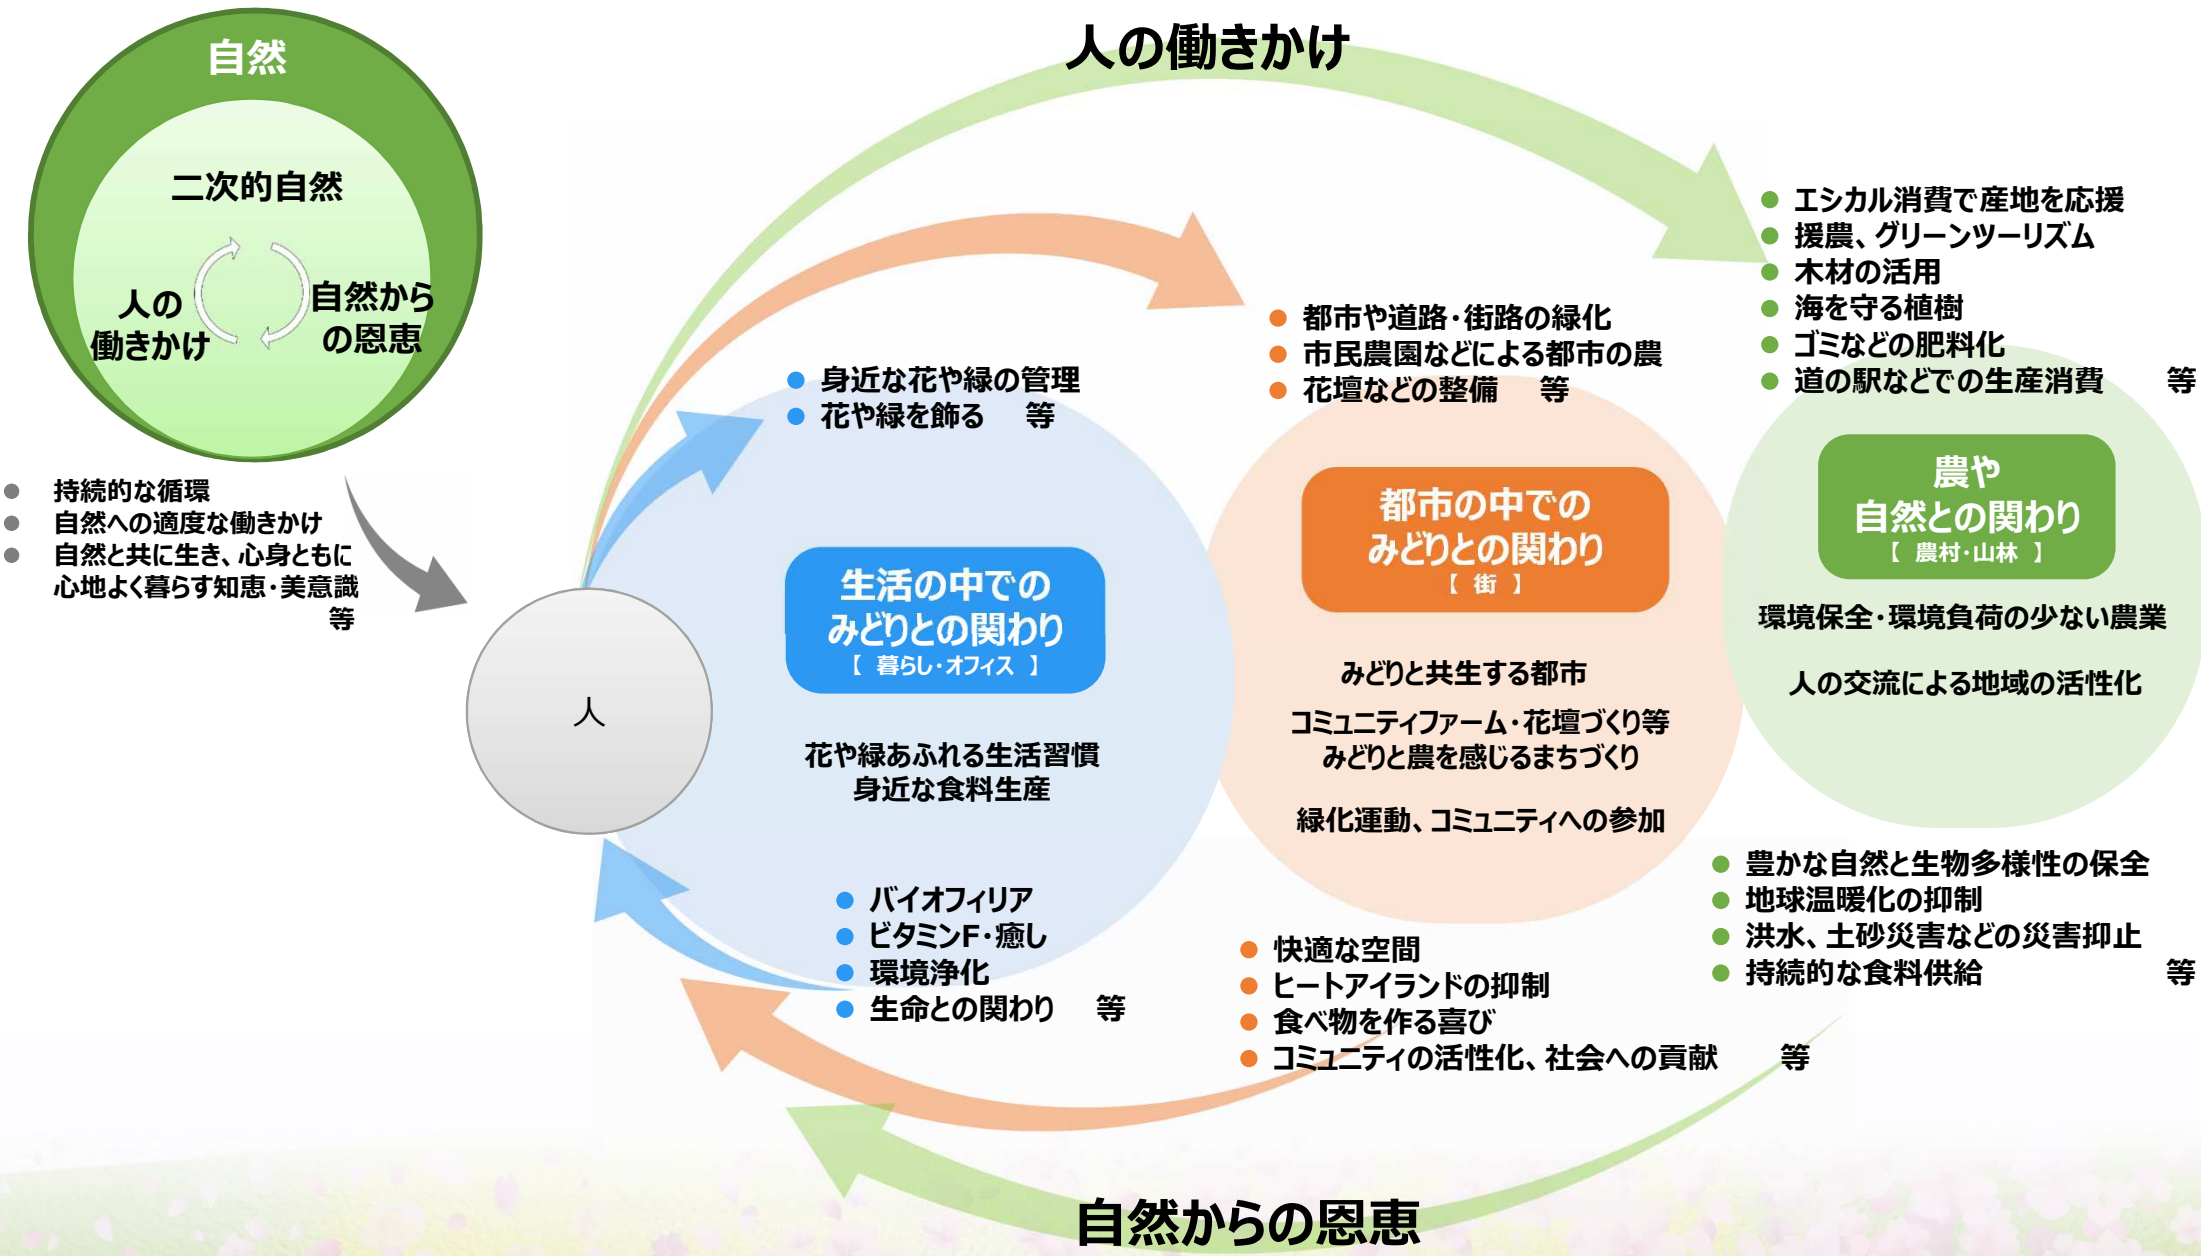 人の働きかけ
自然
二次的自然
人の
働きかけ
自然から
の恩恵
● 持続的な循環
● 自然への適度な働きかけ
● 自然と共に生き、心身ともに
心地よく暮らす知恵・美意識
等
人
● 身近な花や緑の管理
● 花や緑を飾る 等
生活の中での
みどりとの関わり
【 暮らし・オフィス 】
花や緑あふれる生活習慣
身近な食料生産
● バイオフィリア
● ビタミンF・癒し
● 環境浄化
● 生命との関わり 等
● 都市や道路・街路の緑化
● 市民農園などによる都市の農
● 花壇などの整備 等
都市の中での
みどりとの関わり
【 街 】
みどりと共生する都市
コミュニティファーム・花壇づくり等
みどりと農を感じるまちづくり
緑化運動、コミュニティへの参加
● 快適な空間
● ヒートアイランドの抑制
● 食べ物を作る喜び
● コミュニティの活性化、社会への貢献 等
● エシカル消費で産地を応援
● 援農、グリーンツーリズム
● 木材の活用
● 海を守る植樹
● ゴミなどの肥料化
● 道の駅などでの生産消費 等
農や
自然との関わり
【 農村・山林 】
環境保全・環境負荷の少ない農業
人の交流による地域の活性化
● 豊かな自然と生物多様性の保全
● 地球温暖化の抑制
● 洪水、土砂災害などの災害抑止
● 持続的な食料供給 等
自然からの恩恵